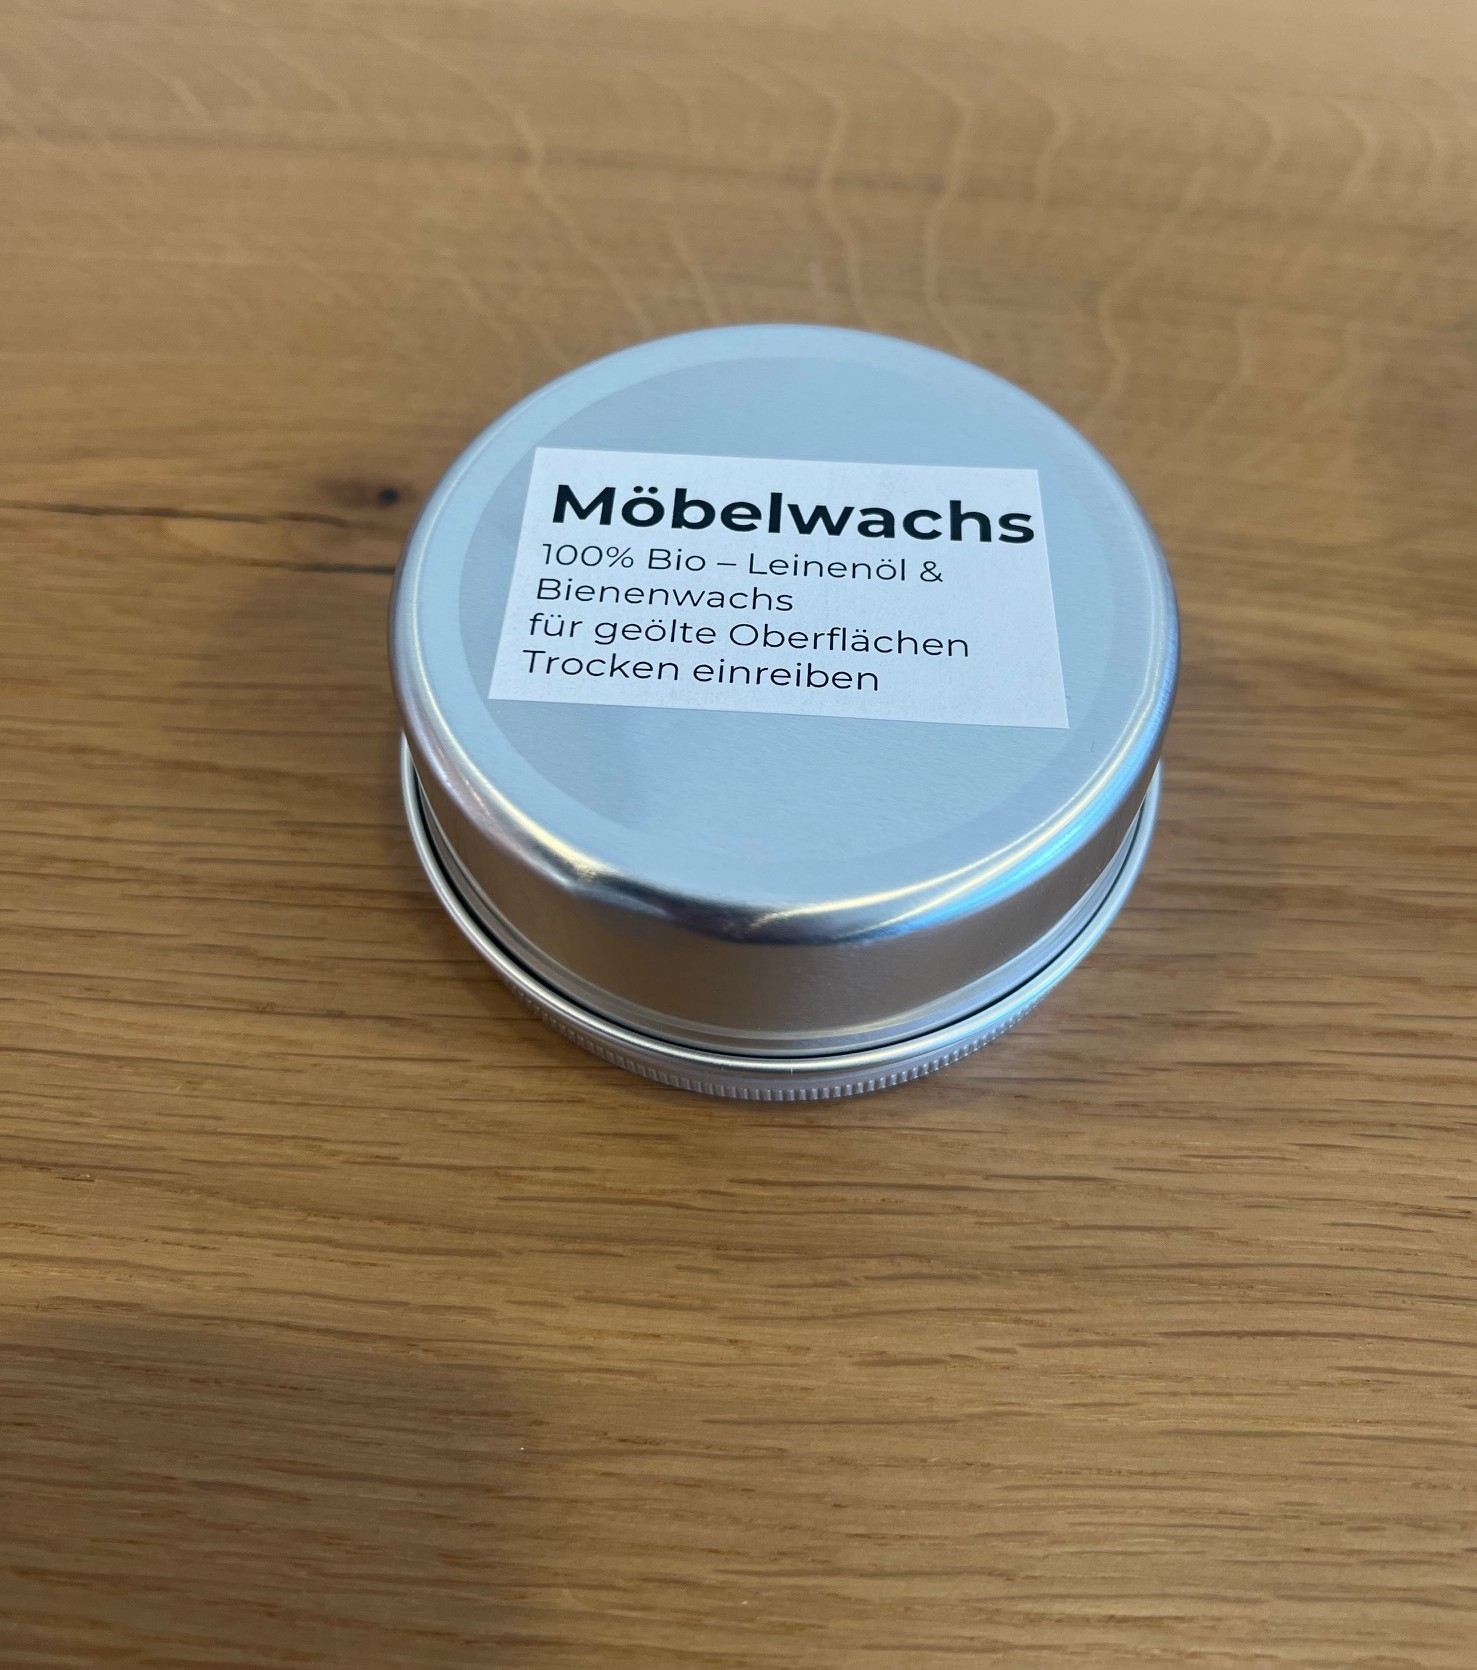 Möbelwachs
100% Bio – Leinenöl &
Bienenwachs
für geölte Oberflächen
Trocken einreiben